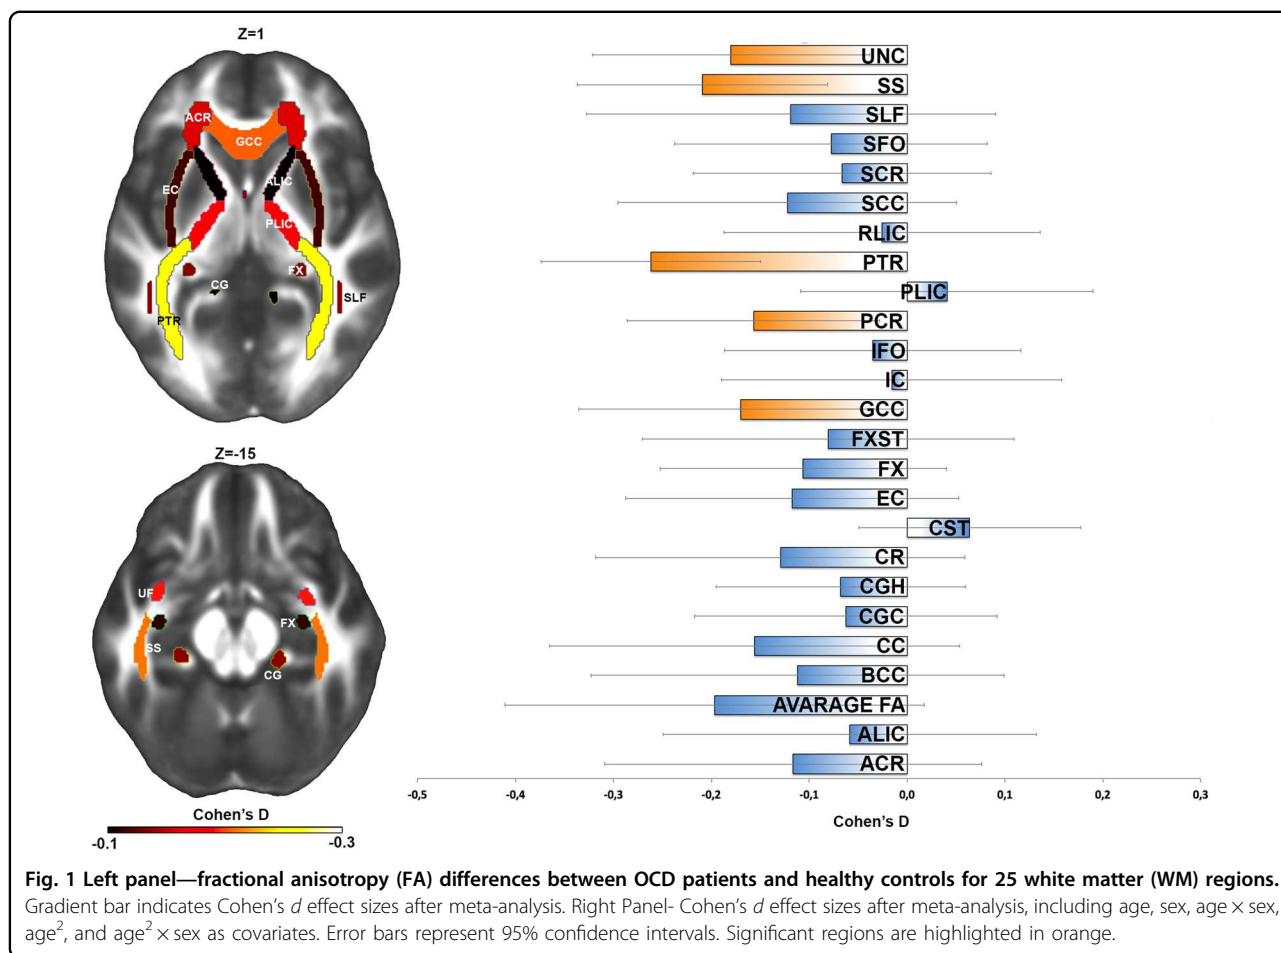 Z=1
ACR
GCC
EC
ALIC
PLIC
FX
CG
SLF
PTR
Z=-15
UF
FX
SS
CG
Cohen's D
-0.1
-0.3
UNC
SS
SLF
SFO
SCR
SCC
RLIC
PTR
PLIC
PCR
IFO
IC
GCC
FXST
FX
EC
CST
CR
CGH
CGC
CC
BCC
AVARAGE FA
ALIC
ACR
-0,5 -0,4 -0,3 -0,2 -0,1 0,0 0,1 0,2 0,3
Cohen's D
Fig. 1 Left panel—fractional anisotropy (FA) differences between OCD patients and healthy controls for 25 white matter (WM) regions.
Gradient bar indicates Cohen's d effect sizes after meta-analysis. Right Panel- Cohen's d effect sizes after meta-analysis, including age, sex, age × sex,
age², and age² × sex as covariates. Error bars represent 95% confidence intervals. Significant regions are highlighted in orange.